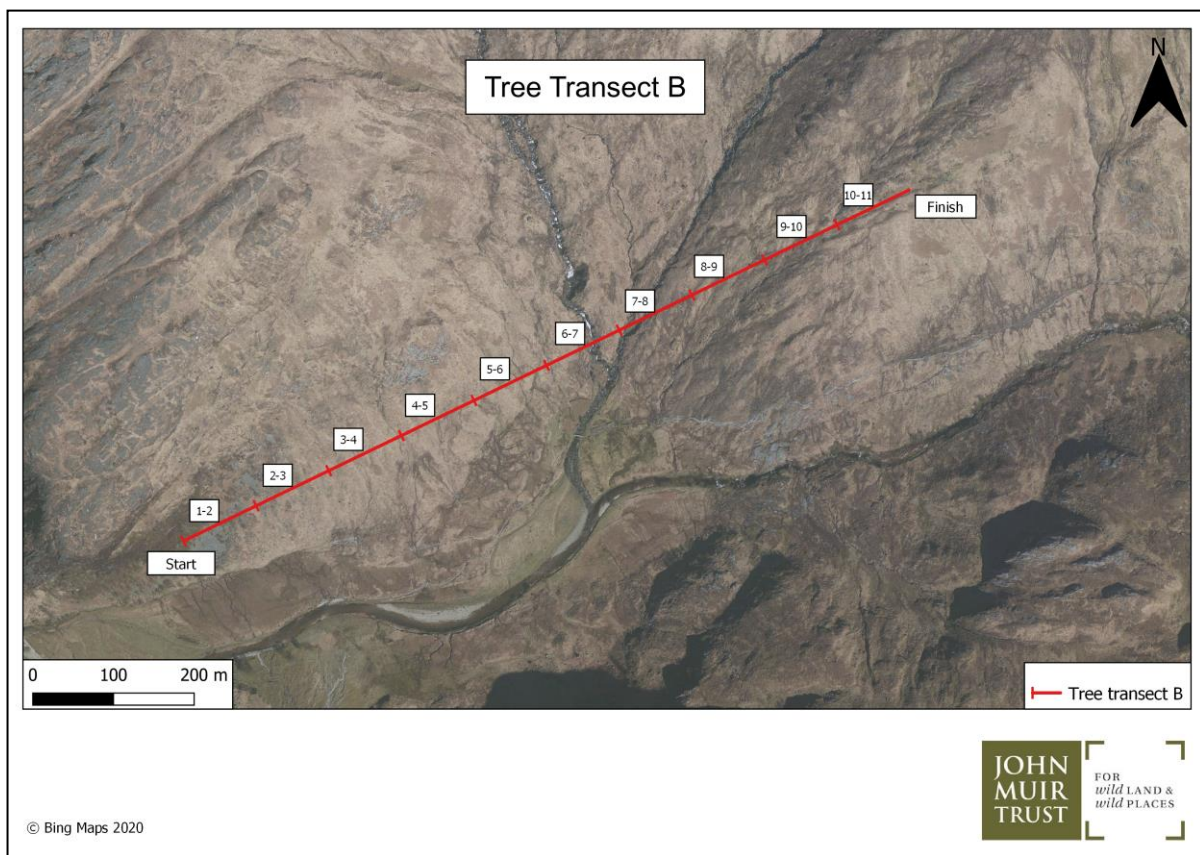 Tree Transect B
N
10-11
Finish
9-10
8-9
7-8
6-7
5-6
4-5
3-4
2-3
1-2
Start
0 100 200 m
Tree transect B
JOHN
MUIR
TRUST
FOR
wild LAND &
wild PLACES
© Bing Maps 2020